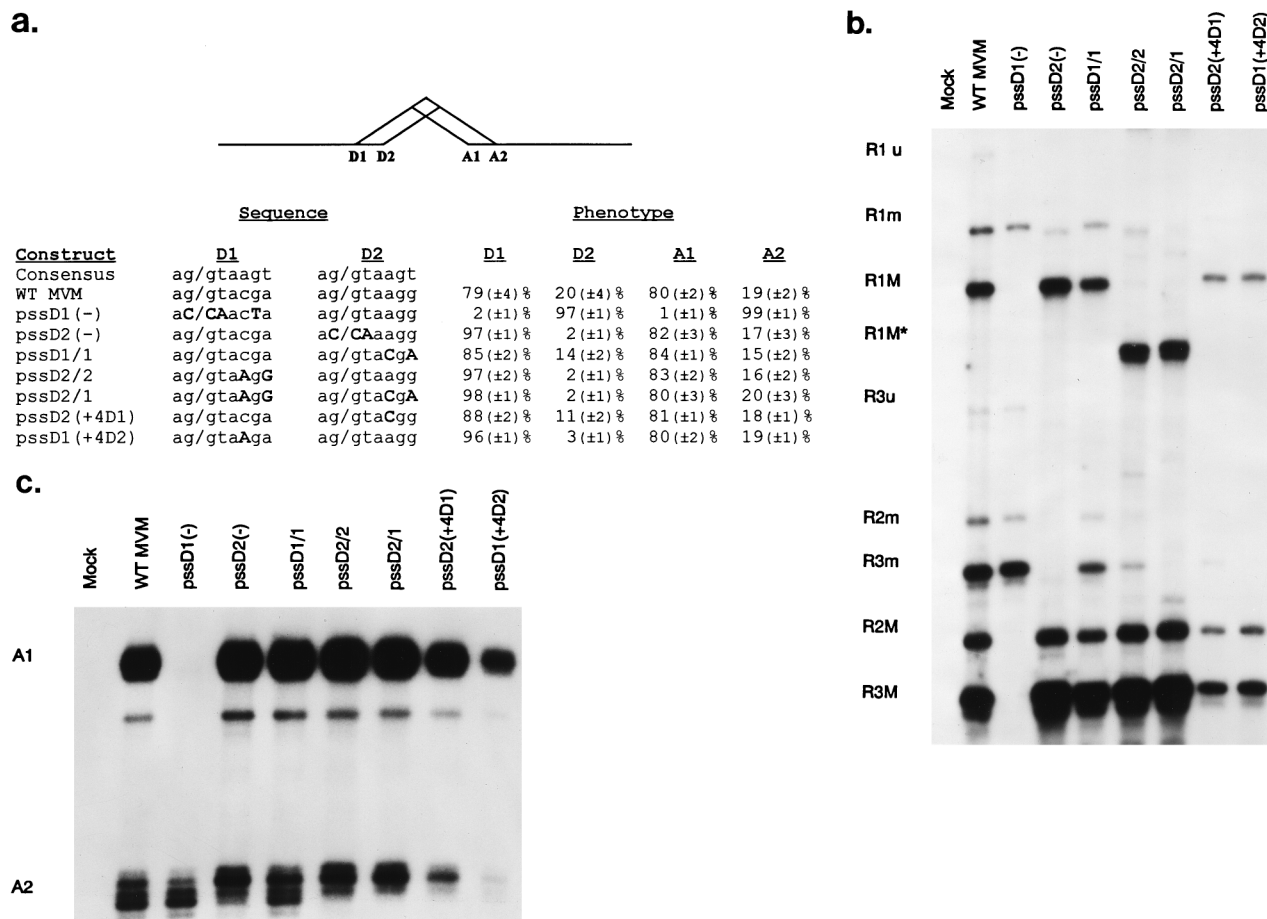 a.
D1 D2 A1 A2
Sequence Phenotype
Construct D1 D2 D1 D2 A1 A2
Consensus ag/gtaagt ag/gtaagt
WT MVM ag/gtacga ag/gtaagg 79(±4)% 20(±4)% 80(±2)% 19(±2)%
pssD1(-) aC/CAacTa ag/gtaagg 2(±1)% 97(±1)% 1(±1)% 99(±1)%
pssD2(-) ag/gtacga aC/CAaagg 97(±1)% 2(±1)% 82(±3)% 17(±3)%
pssD1/1 ag/gtacga ag/gtaCgA 85(±2)% 14(±2)% 84(±1)% 15(±2)%
pssD2/2 ag/gtaAgG ag/gtaagg 97(±2)% 2(±1)% 83(±2)% 16(±2)%
pssD2/1 ag/gtaAgG ag/gtaCgA 98(±1)% 2(±1)% 80(±3)% 20(±3)%
pssD2(+4D1) ag/gtacga ag/gtaCgg 88(±2)% 11(±2)% 81(±1)% 18(±1)%
pssD1(+4D2) ag/gtaAga ag/gtaagg 96(±1)% 3(±1)% 80(±2)% 19(±1)%
b.
Mock
WT MVM
pssD1(-)
pssD2(-)
pssD1/1
pssD2/2
pssD2/1
pssD2(+4D1)
pssD1(+4D2)
R1 u
R1m
R1M
R1M*
R3u
R2m
R3m
R2M
R3M
c.
Mock
WT MVM
pssD1(-)
pssD2(-)
pssD1/1
pssD2/2
pssD2/1
pssD2(+4D1)
pssD1(+4D2)
A1
A2